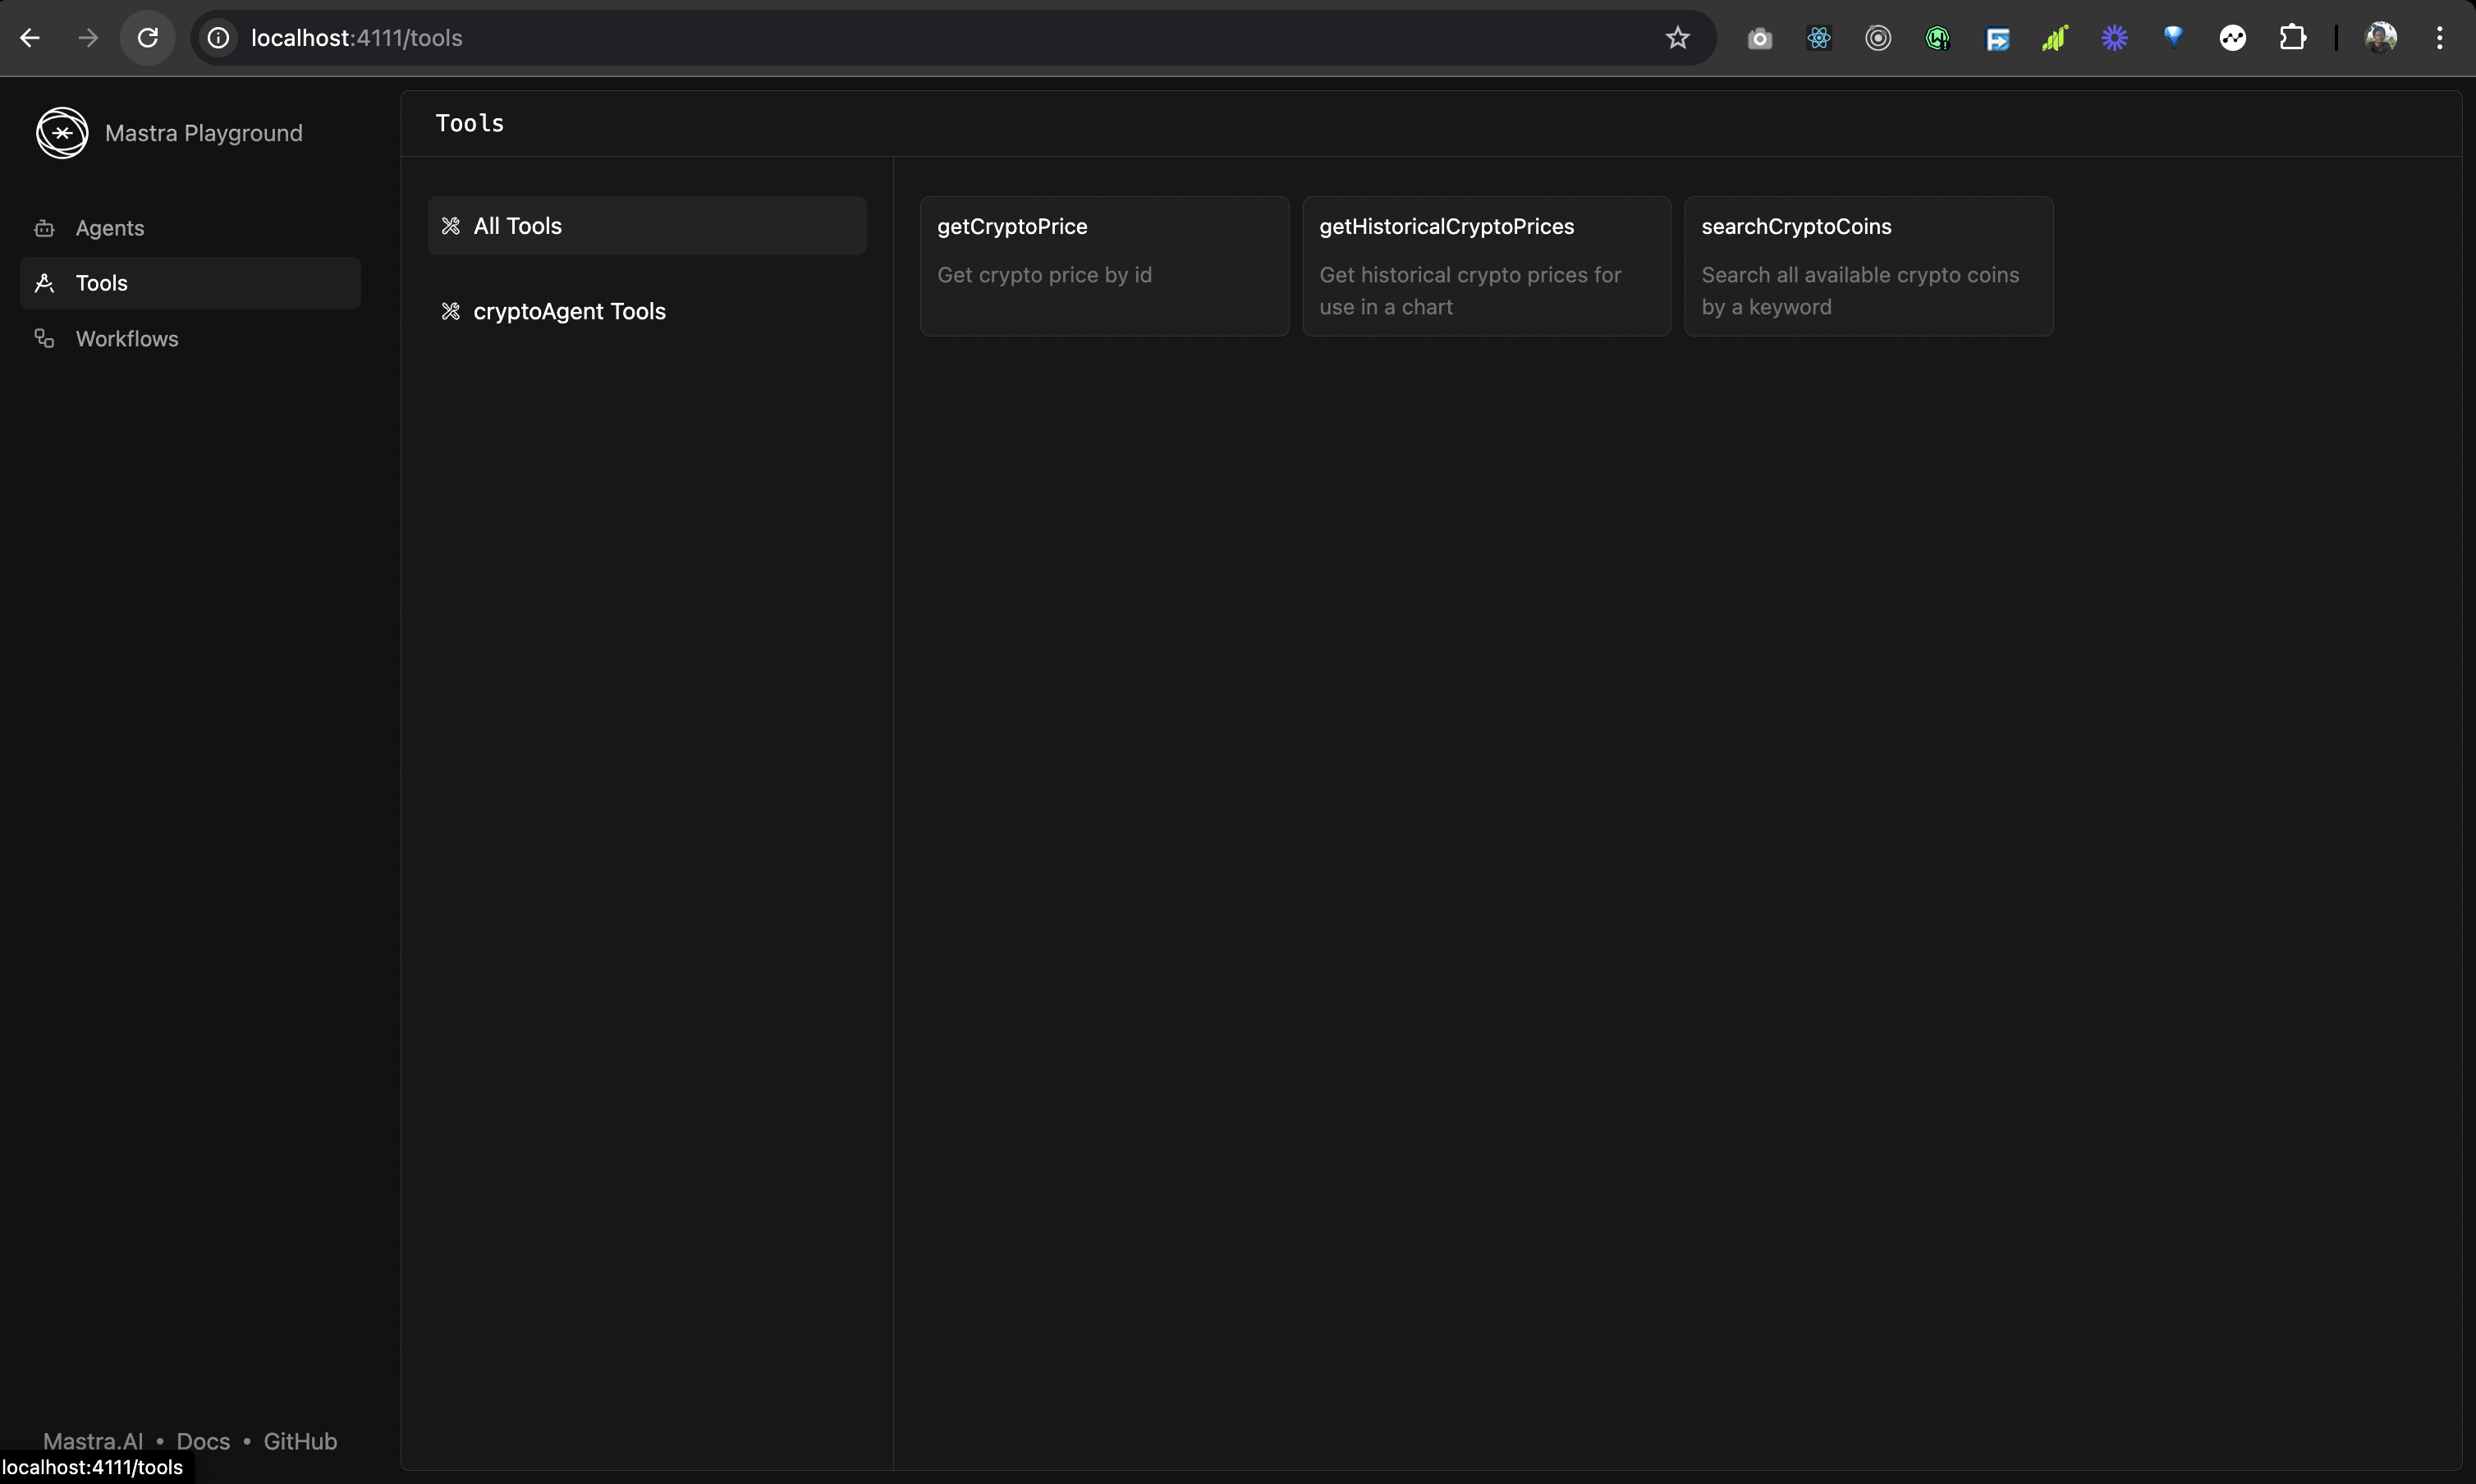 localhost:4111/tools
Mastra Playground
Agents
Tools
Workflows
Tools
All Tools
cryptoAgent Tools
getCryptoPrice
Get crypto price by id
getHistoricalCryptoPrices
Get historical crypto prices for
use in a chart
searchCryptoCoins
Search all available crypto coins
by a keyword
Mastra.AI • Docs • GitHub
localhost:4111/tools